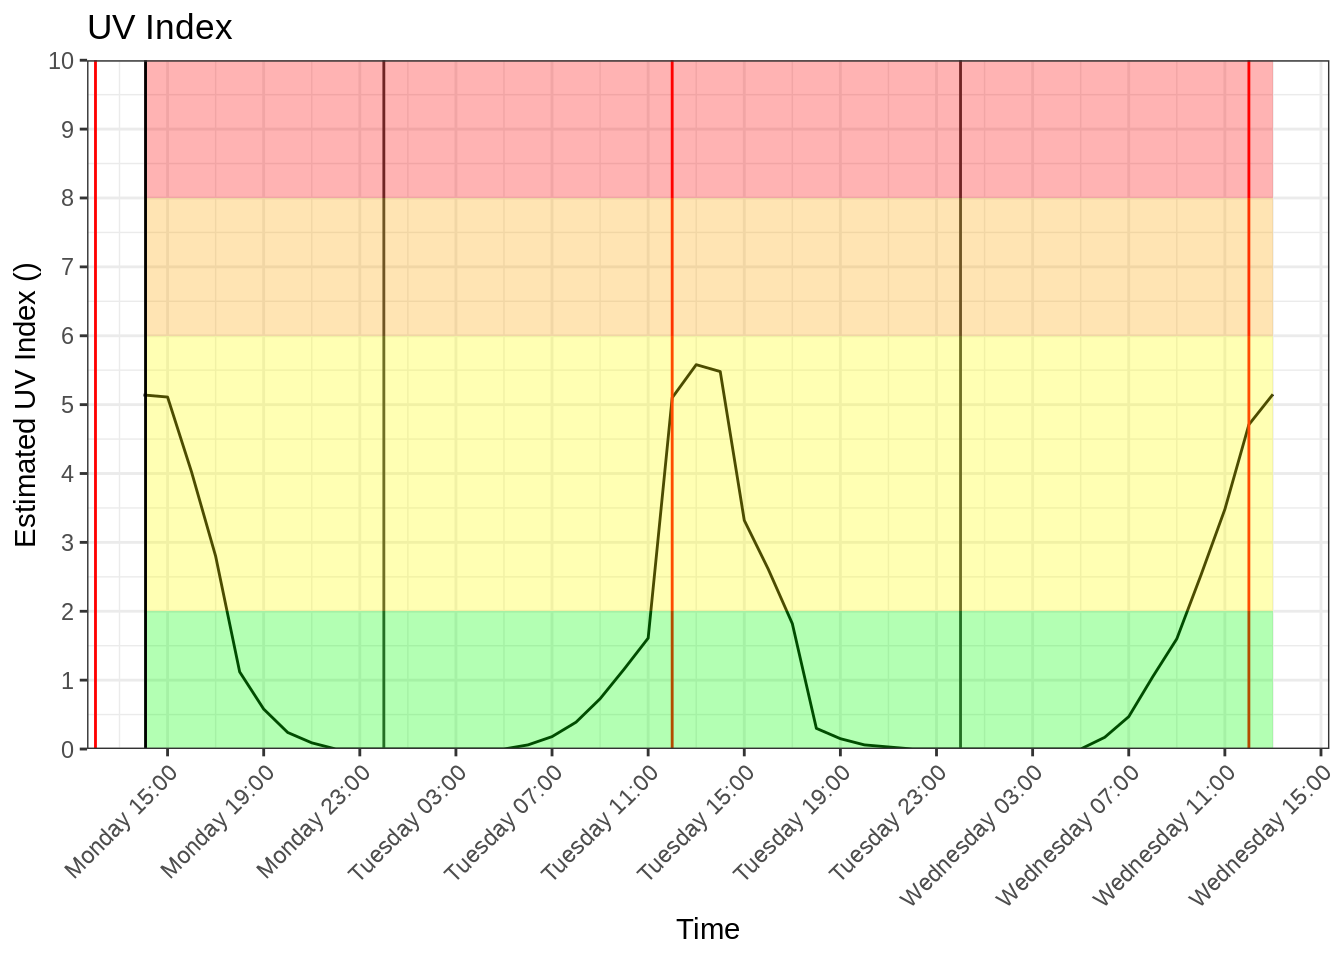 UV Index
Estimated UV Index ()
10
9
8
7
6
5
4
3
2
1
0
Monday 15:00
Monday 19:00
Monday 23:00
Tuesday 03:00
Tuesday 07:00
Tuesday 11:00
Tuesday 15:00
Tuesday 19:00
Tuesday 23:00
Wednesday 03:00
Wednesday 07:00
Wednesday 11:00
Wednesday 15:00
Time